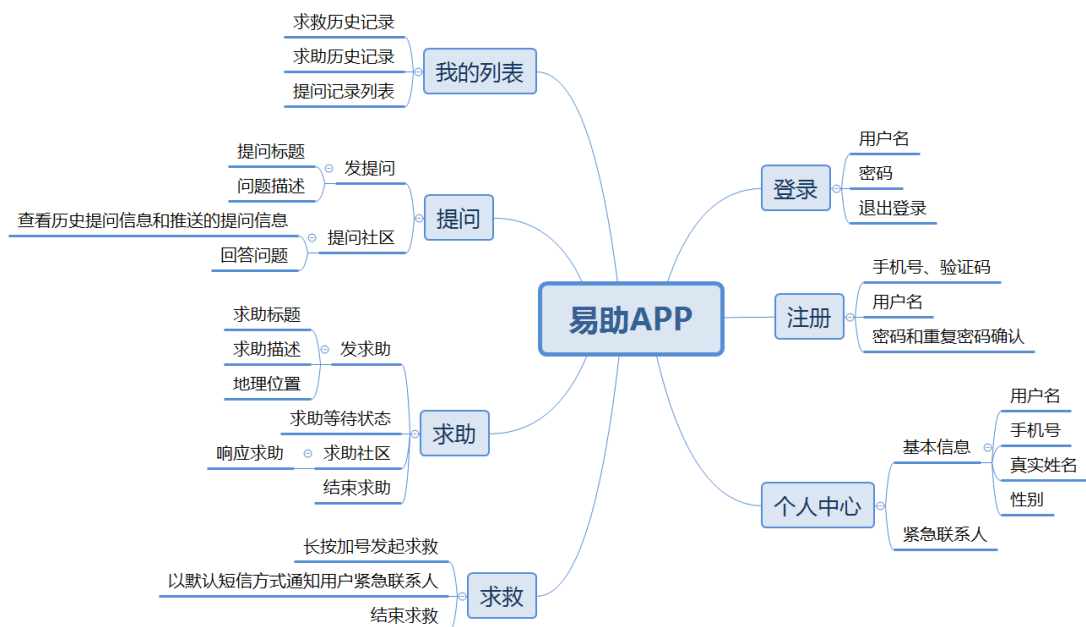 易助APP
我的列表
求救历史记录
求助历史记录
提问记录列表
提问
发提问
提问标题
问题描述
提问社区
查看历史提问信息和推送的提问信息
回答问题
求助
发求助
求助标题
求助描述
地理位置
求助等待状态
求助社区
响应求助
结束求助
求救
长按加号发起求救
以默认短信方式通知用户紧急联系人
结束求救
登录
用户名
密码
退出登录
注册
手机号、验证码
用户名
密码和重复密码确认
个人中心
基本信息
用户名
手机号
真实姓名
性别
紧急联系人